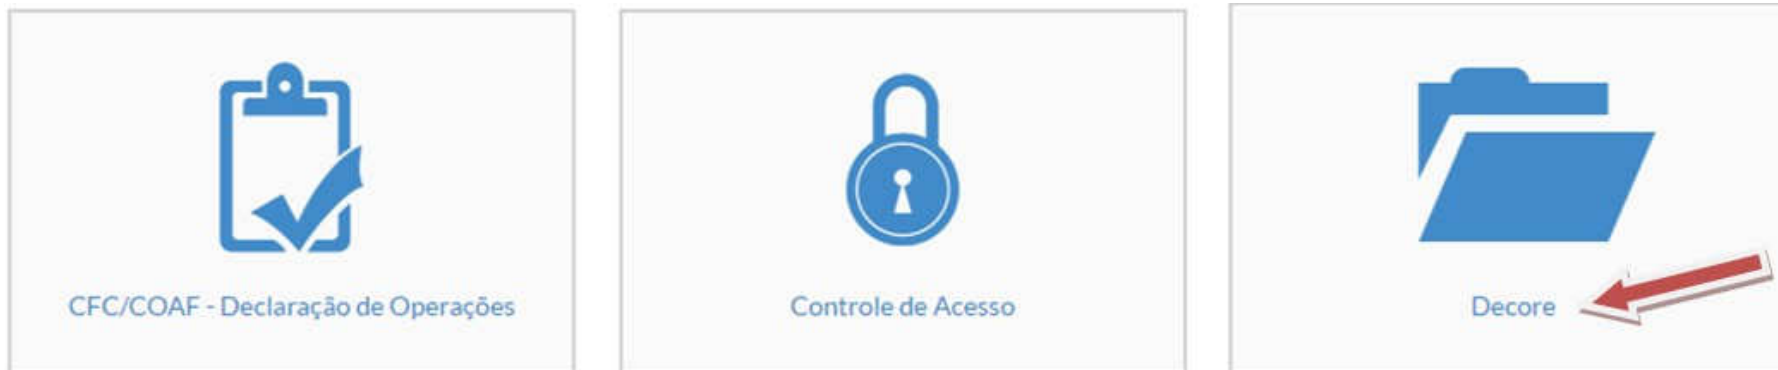 CFC/COAF - Declaração de Operações
Controle de Acesso
Decore